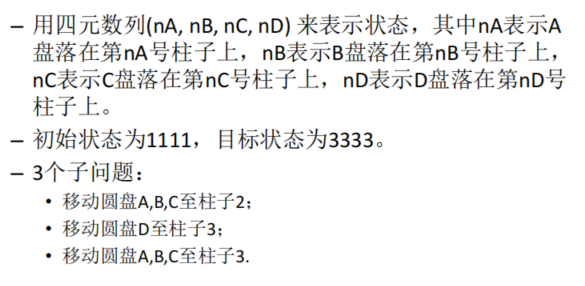 – 用四元数列(nA, nB, nC, nD) 来表示状态，其中nA表示A
盘落在第nA号柱子上，nB表示B盘落在第nB号柱子上，
nC表示C盘落在第nC号柱子上，nD表示D盘落在第nD号
柱子上。
– 初始状态为1111，目标状态为3333。
– 3个子问题：
• 移动圆盘A,B,C至柱子2；
• 移动圆盘D至柱子3；
• 移动圆盘A,B,C至柱子3.